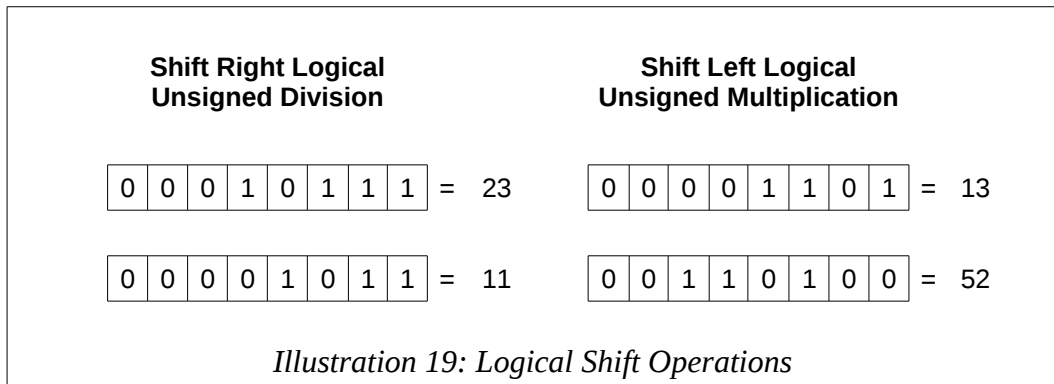 Shift Right Logical
Unsigned Division
0 0 0 1 0 1 1 1 = 23
0 0 0 0 1 0 1 1 = 11
Shift Left Logical
Unsigned Multiplication
0 0 0 0 1 1 0 1 = 13
0 0 1 1 0 1 0 0 = 52
Illustration 19: Logical Shift Operations